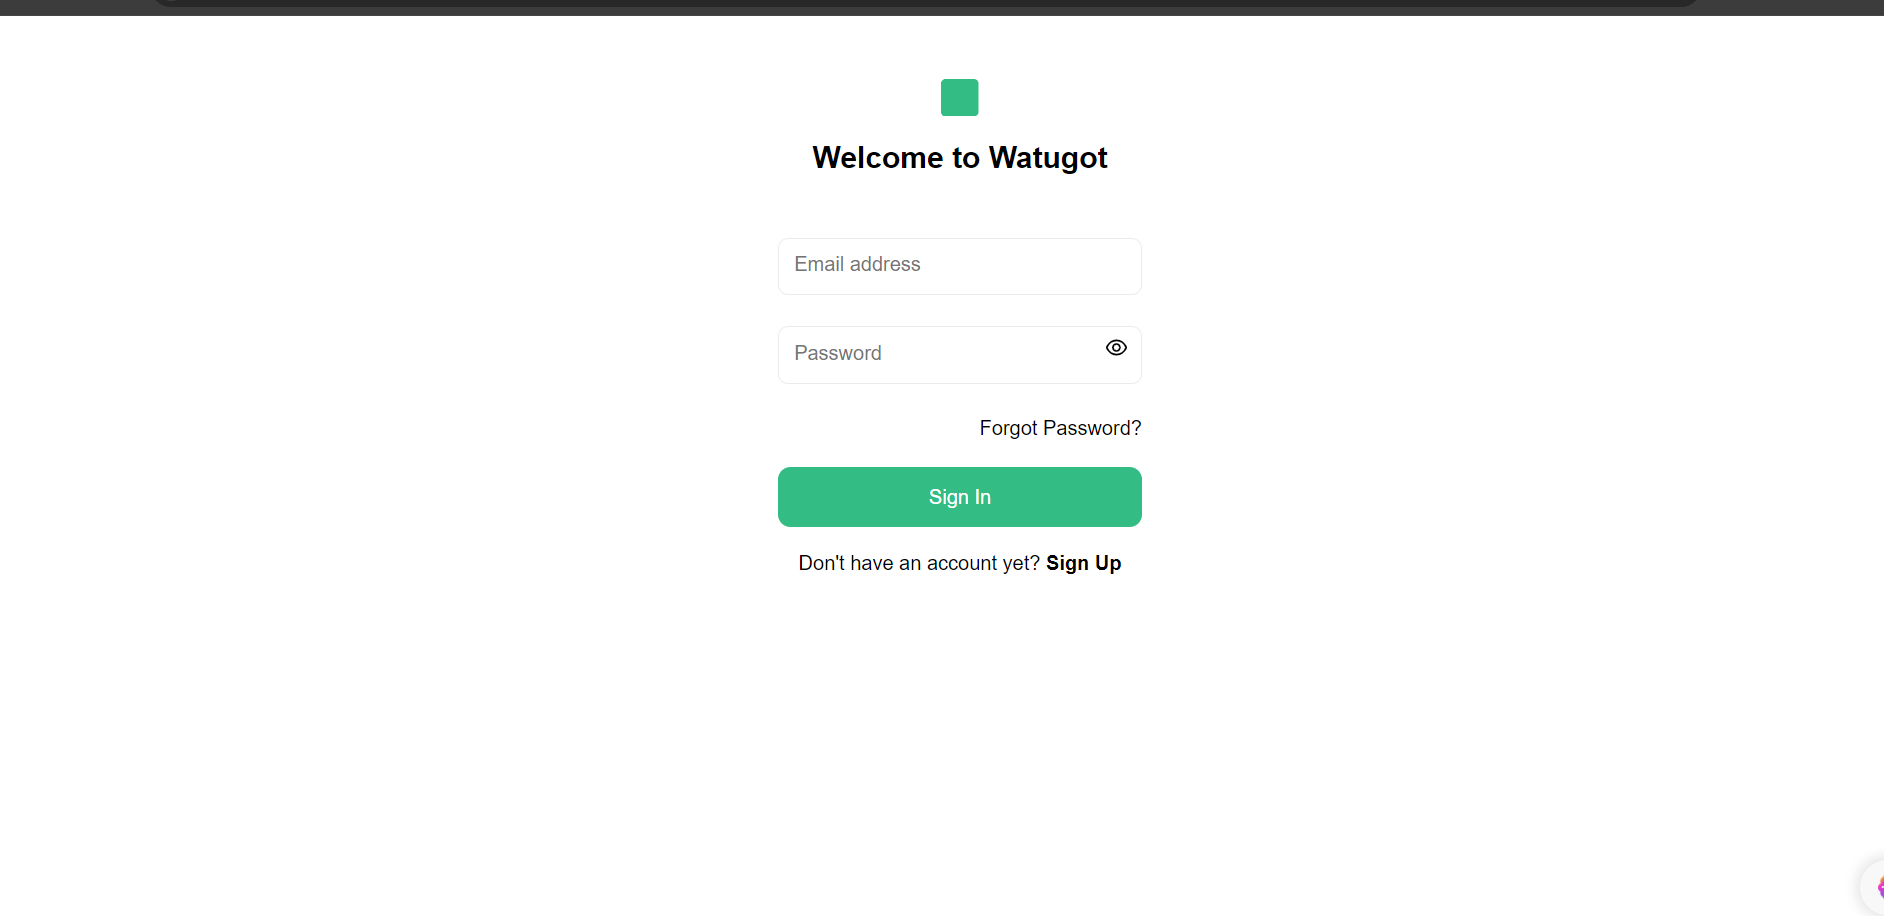 Welcome to Watugot
Email address
Password
Forgot Password?
Sign In
Don't have an account yet? Sign Up